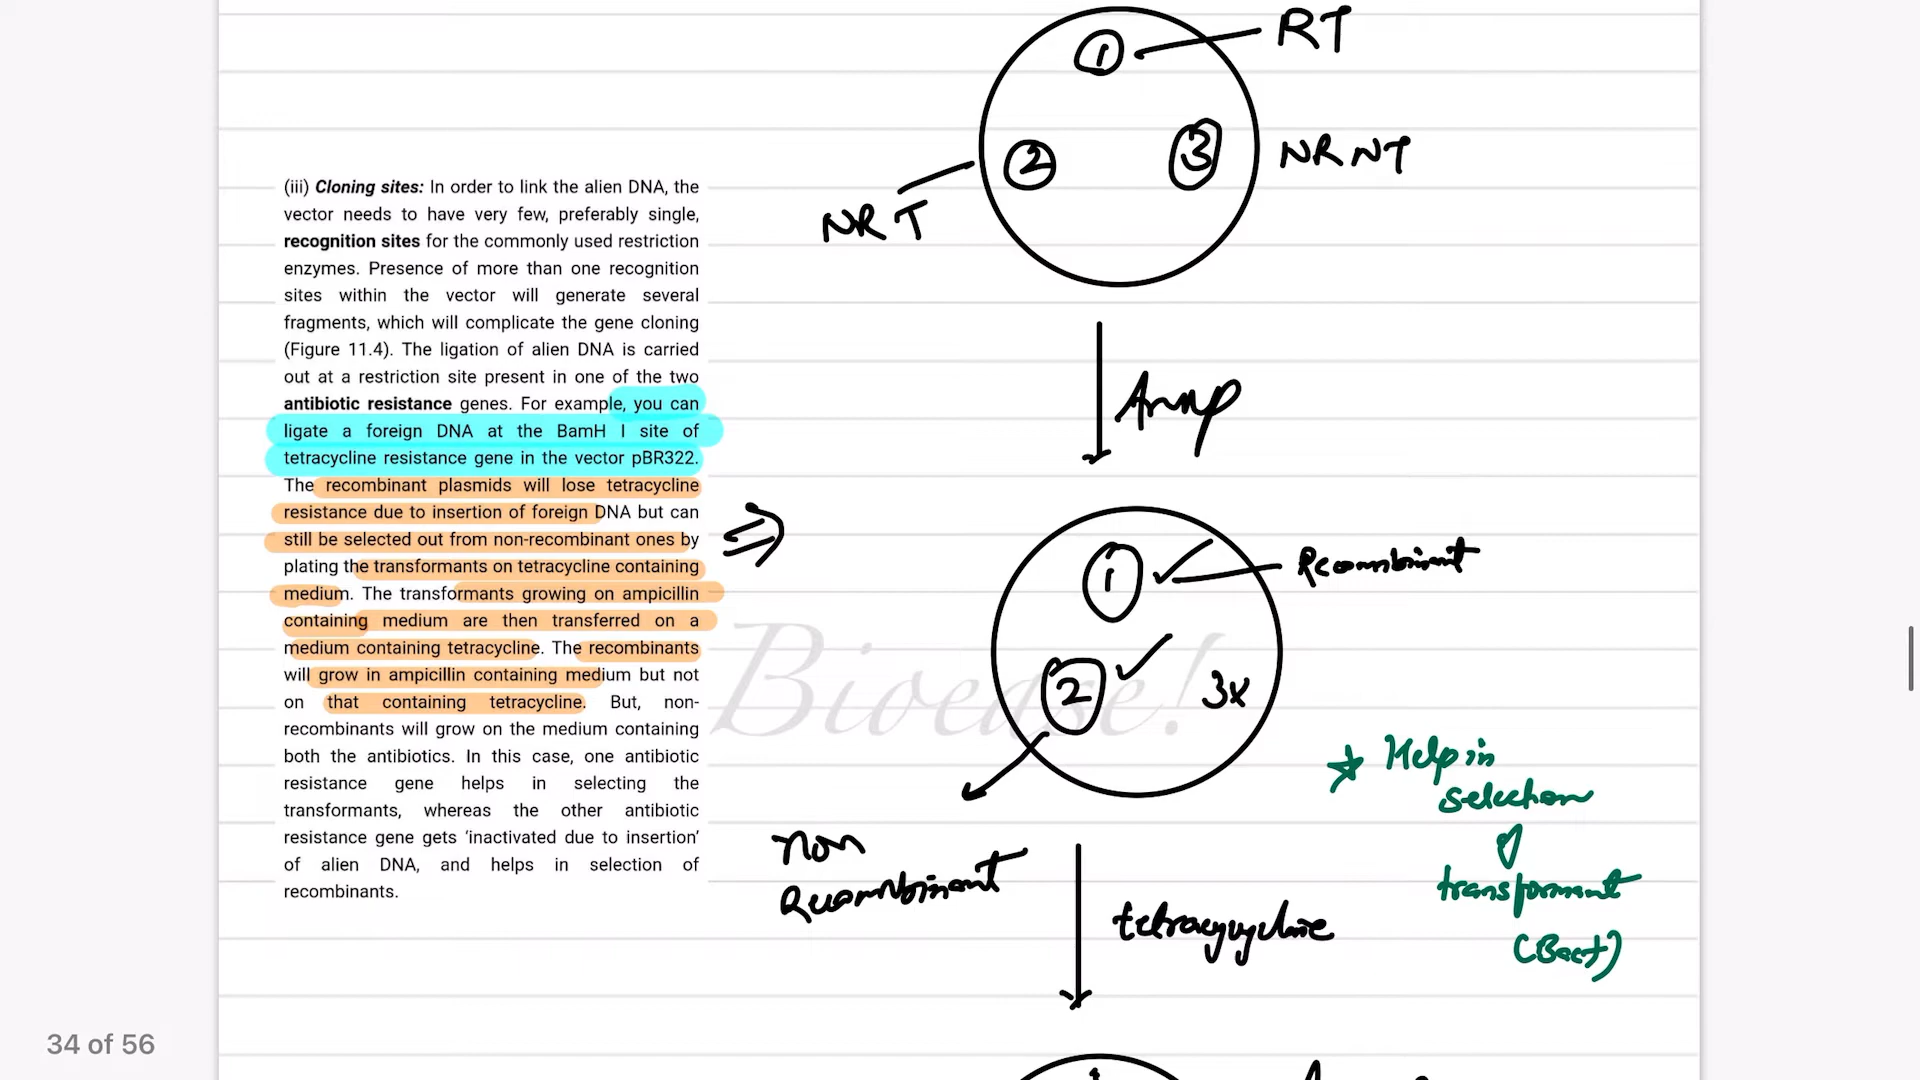 RT
1
2
3
NRNT
NRT
(iii) Cloning sites: In order to link the alien DNA, the
vector needs to have very few, preferably single,
recognition sites for the commonly used restriction
enzymes. Presence of more than one recognition
sites within the vector will generate several
fragments, which will complicate the gene cloning
(Figure 11.4). The ligation of alien DNA is carried
out at a restriction site present in one of the two
antibiotic resistance genes. For example, you can
ligate a foreign DNA at the BamH I site of
tetracycline resistance gene in the vector pBR322.
The recombinant plasmids will lose tetracycline
resistance due to insertion of foreign DNA but can
still be selected out from non-recombinant ones by
plating the transformants on tetracycline containing
medium. The transformants growing on ampicillin
containing medium are then transferred on a
medium containing tetracycline. The recombinants
will grow in ampicillin containing medium but not
on that containing tetracycline. But, non-
recombinants will grow on the medium containing
both the antibiotics. In this case, one antibiotic
resistance gene helps in selecting the
transformants, whereas the other antibiotic
resistance gene gets ‘inactivated due to insertion’
of alien DNA, and helps in selection of
recombinants.
Amp
1
Recombinant
2
3x
Bioease!
non
Recombinant
Help in
selection
of
transformant
(Bact)
tetracycline
34 of 56